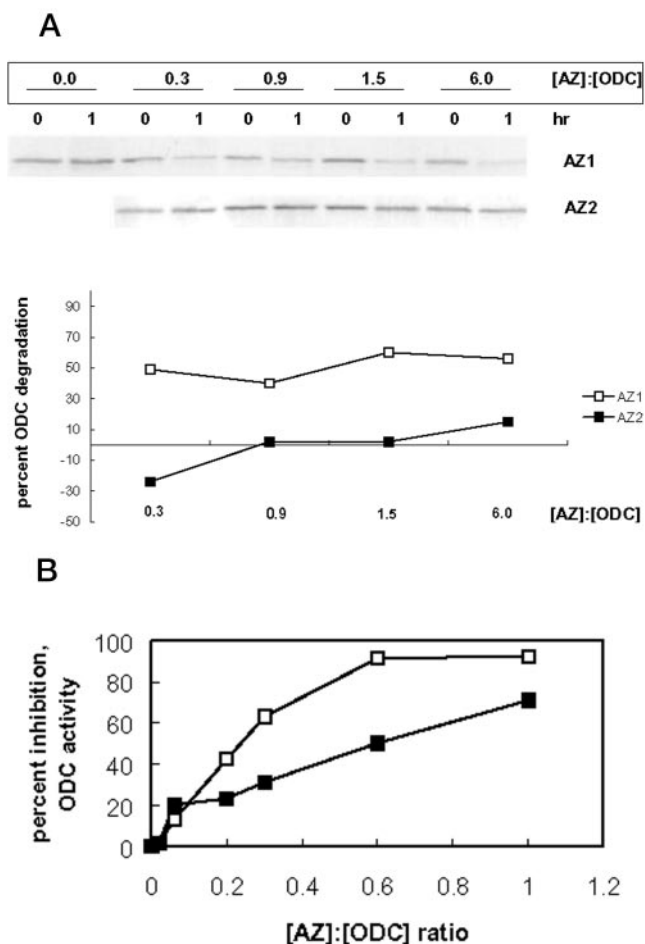 A
0.0 0.3 0.9 1.5 6.0 [AZ]:[ODC]
0 1 0 1 0 1 0 1 0 1 hr
AZ1
AZ2
percent ODC degradation
90
70
50
30
10
-10
-30
-50
0.3 0.9 1.5 6.0 [AZ]:[ODC]
AZ1
AZ2
B
percent inhibition,
ODC activity
100
80
60
40
20
0
0 0.2 0.4 0.6 0.8 1 1.2
[AZ]:[ODC] ratio